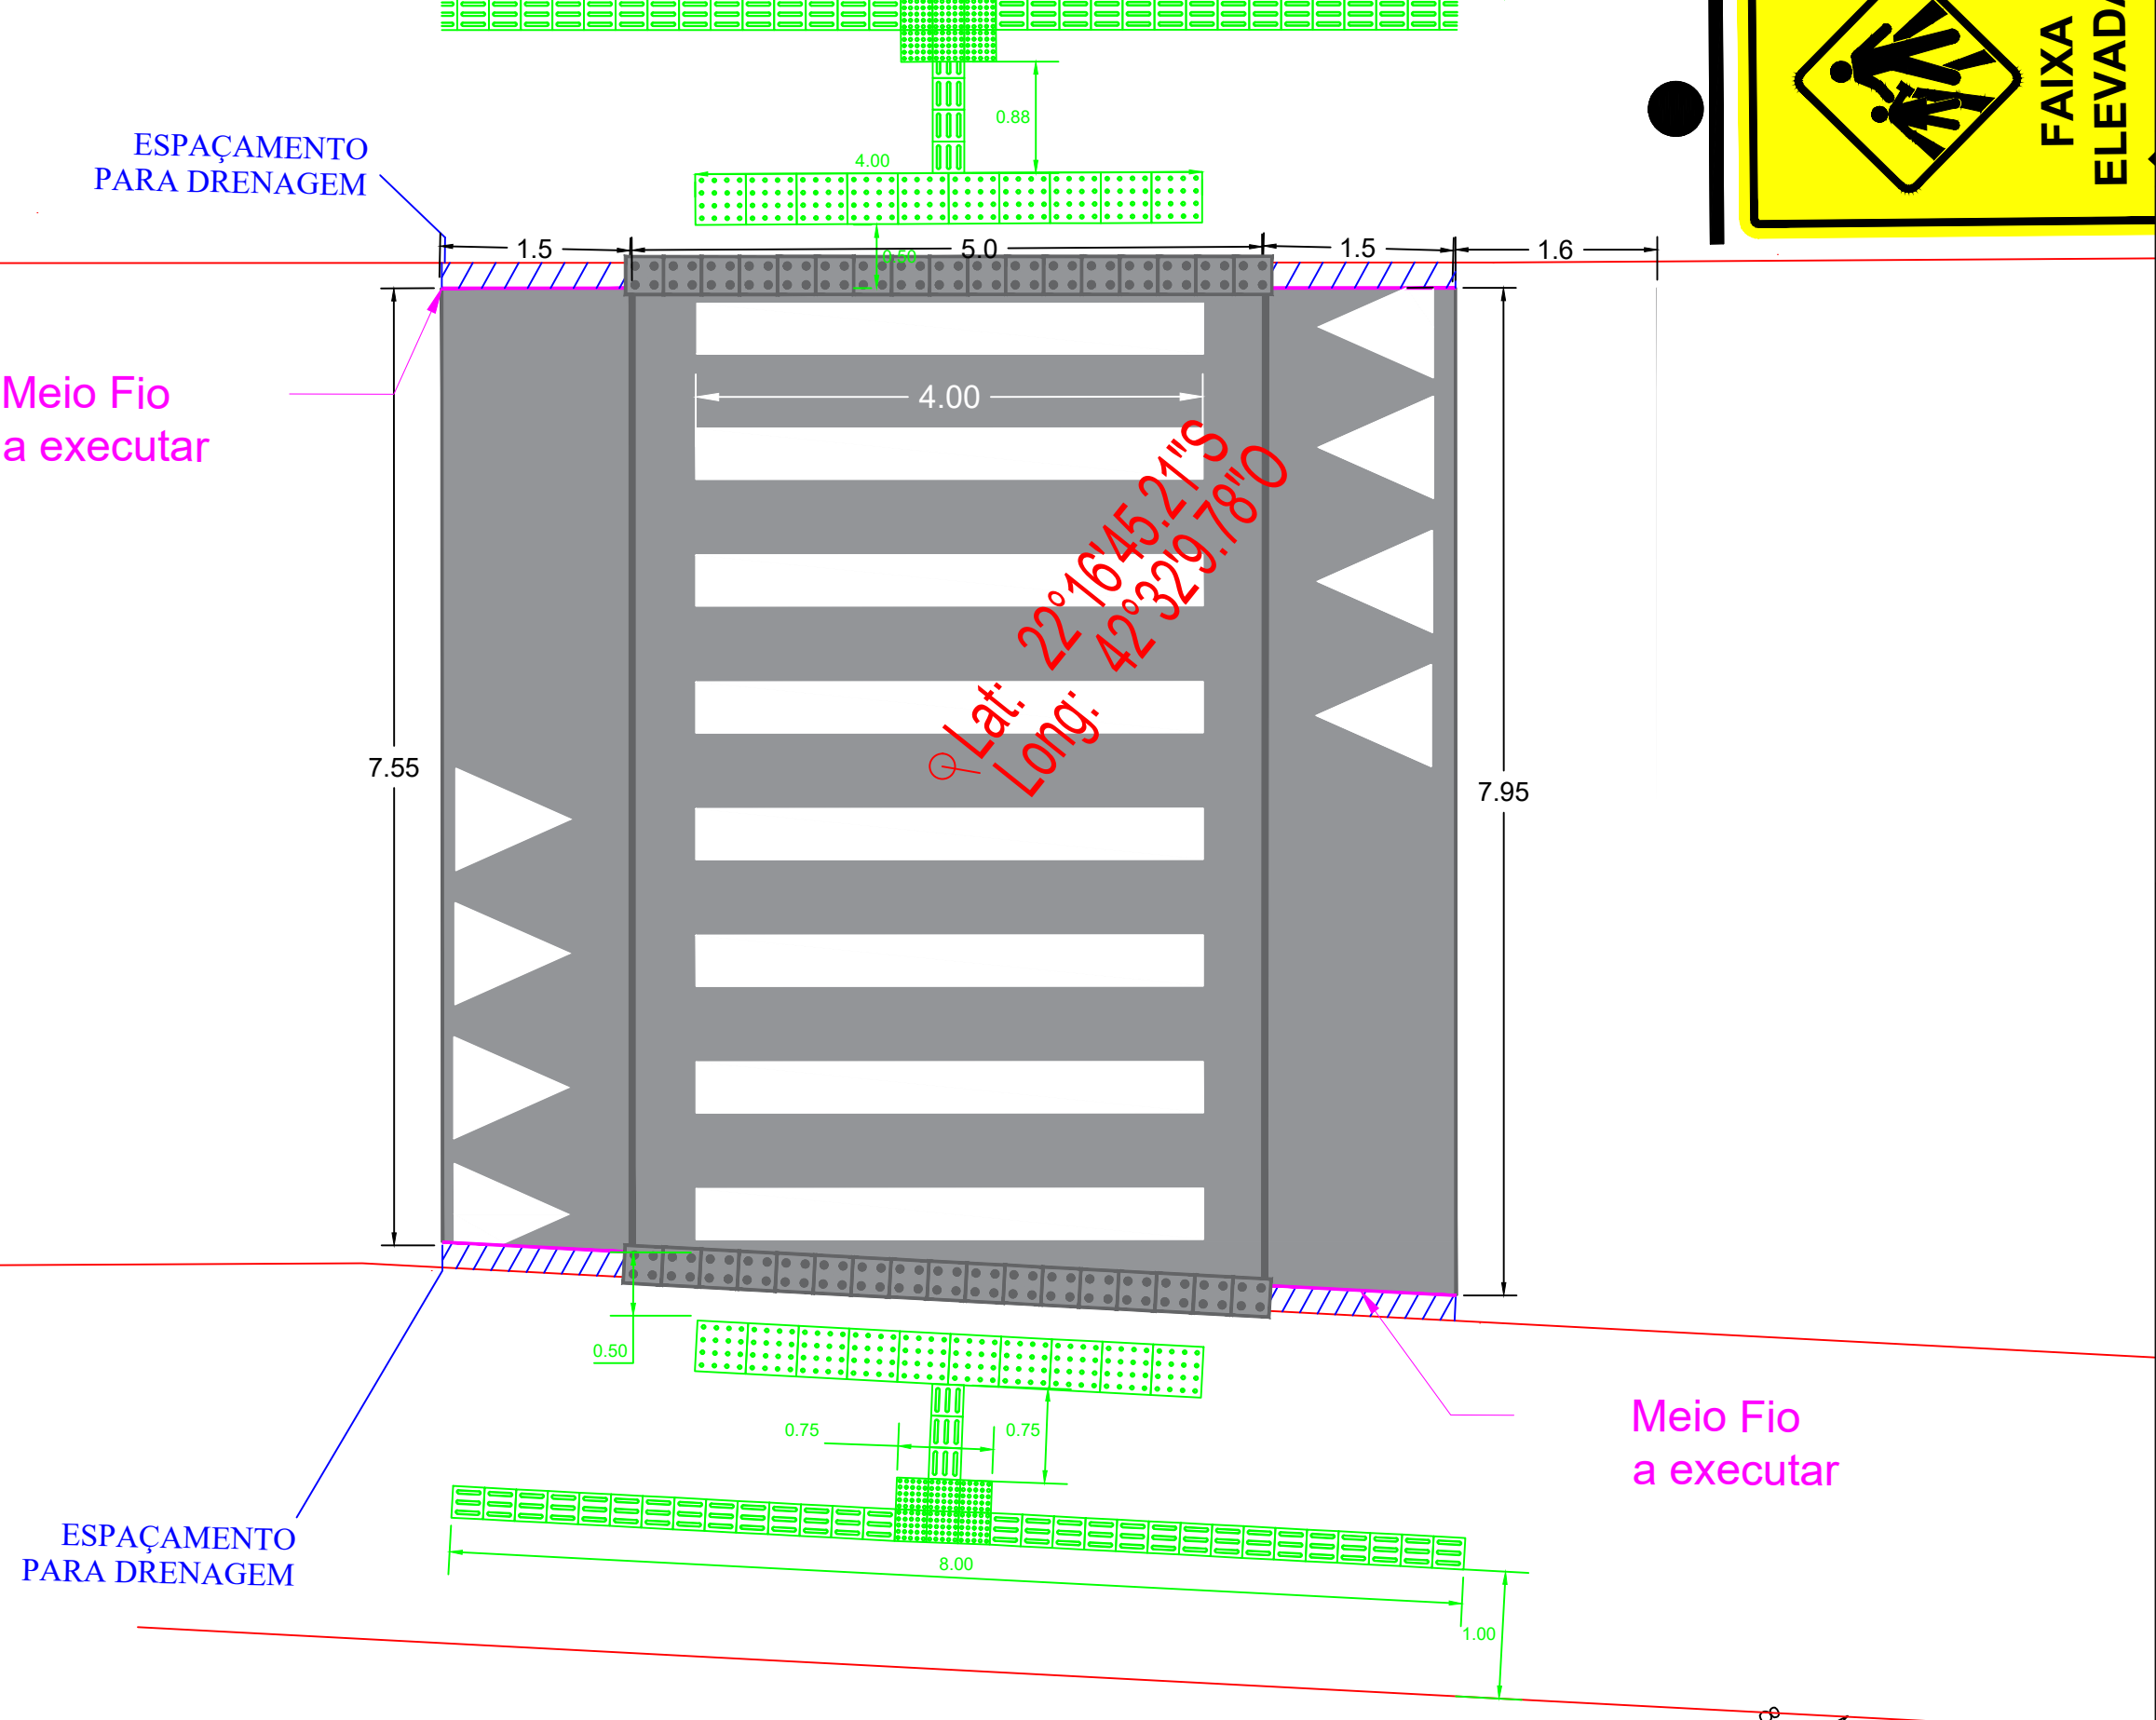 0.88
ESPAÇAMENTO
PARA DRENAGEM
4.00
FAIXA
ELEVADA
1.5
5.0
1.5
1.6
0.50
Meio Fio
a executar
4.00
Lat: 22°16'45.21"S
Long: 42°32'9.78"O
7.55
7.95
0.50
0.75
0.75
Meio Fio
a executar
ESPAÇAMENTO
PARA DRENAGEM
8.00
1.00